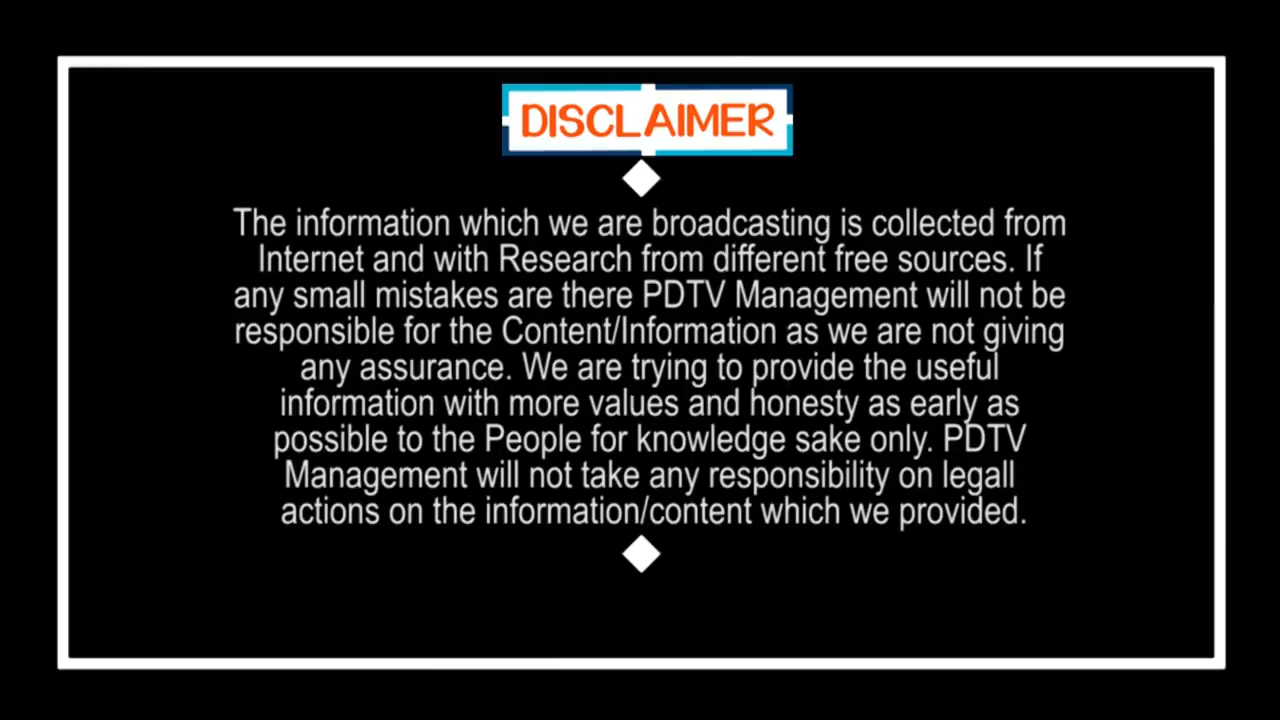 DISCLAIMER
The information which we are broadcasting is collected from
Internet and with Research from different free sources. If
any small mistakes are there PDTV Management will not be
responsible for the Content/Information as we are not giving
any assurance. We are trying to provide the useful
information with more values and honesty as early as
possible to the People for knowledge sake only. PDTV
Management will not take any responsibility on legall
actions on the information/content which we provided.